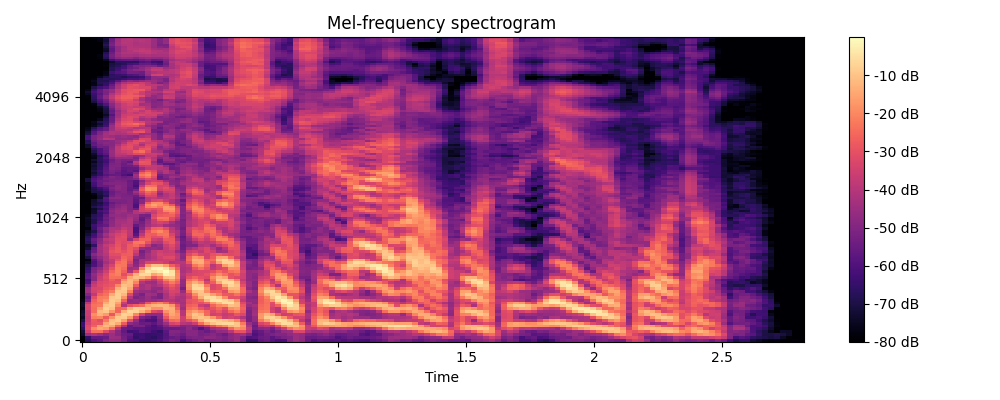 Mel-frequency spectrogram
4096
2048
1024
512
0
Hz
0
0.5
1
1.5
2
2.5
Time
-10 dB
-20 dB
-30 dB
-40 dB
-50 dB
-60 dB
-70 dB
-80 dB